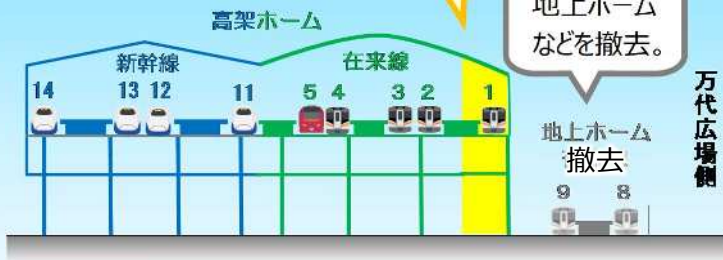 高架ホーム
地上ホーム
などを撤去。
新幹線
在来線
14 13 12 11 5 4 3 2 1
地上ホーム
撤去
9 8
万代広場側